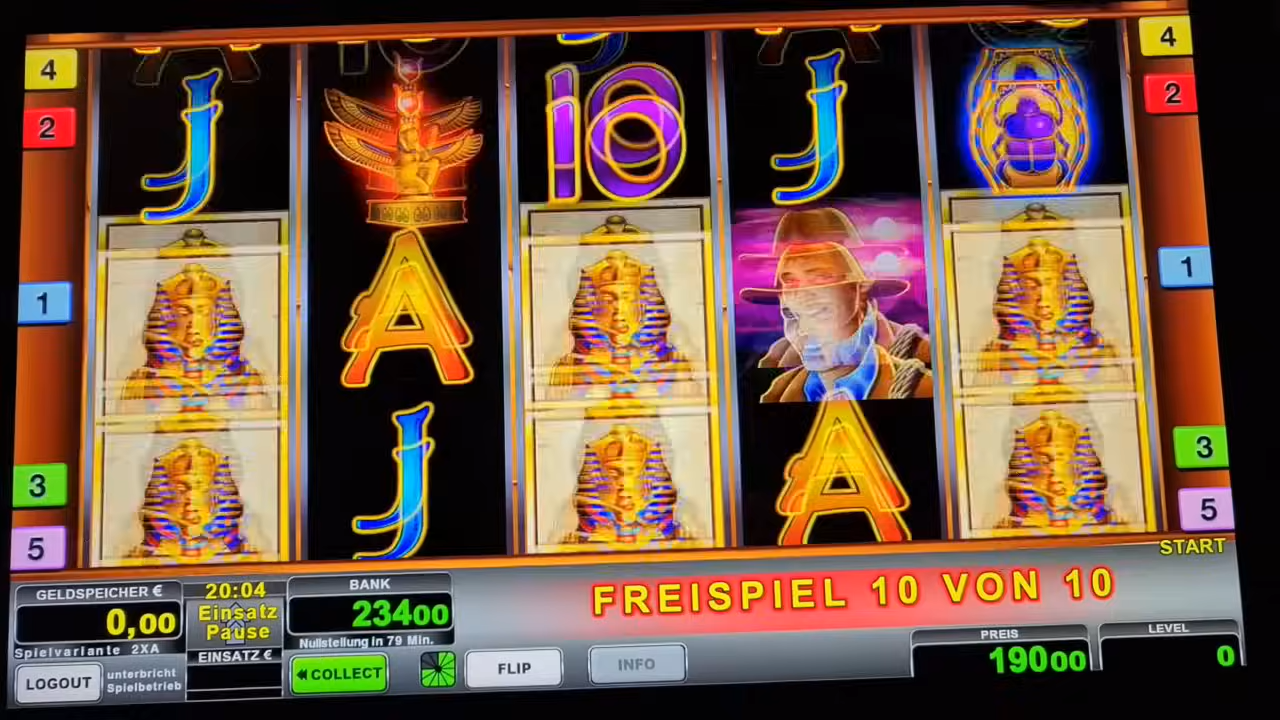 4
4
2
2
10
J
J
1
1
A
J
A
3
3
5
5
START
GELDSPEICHER €
0,00
20:04
Einsatz
Pause
BANK
23400
Nullstellung in 79 Min.
FREISPIEL 10 VON 10
Spielvariante 2XA
EINSATZ €
LOGOUT
unterbricht
Spielbetrieb
COLLECT
FLIP
INFO
PREIS
19000
LEVEL
0